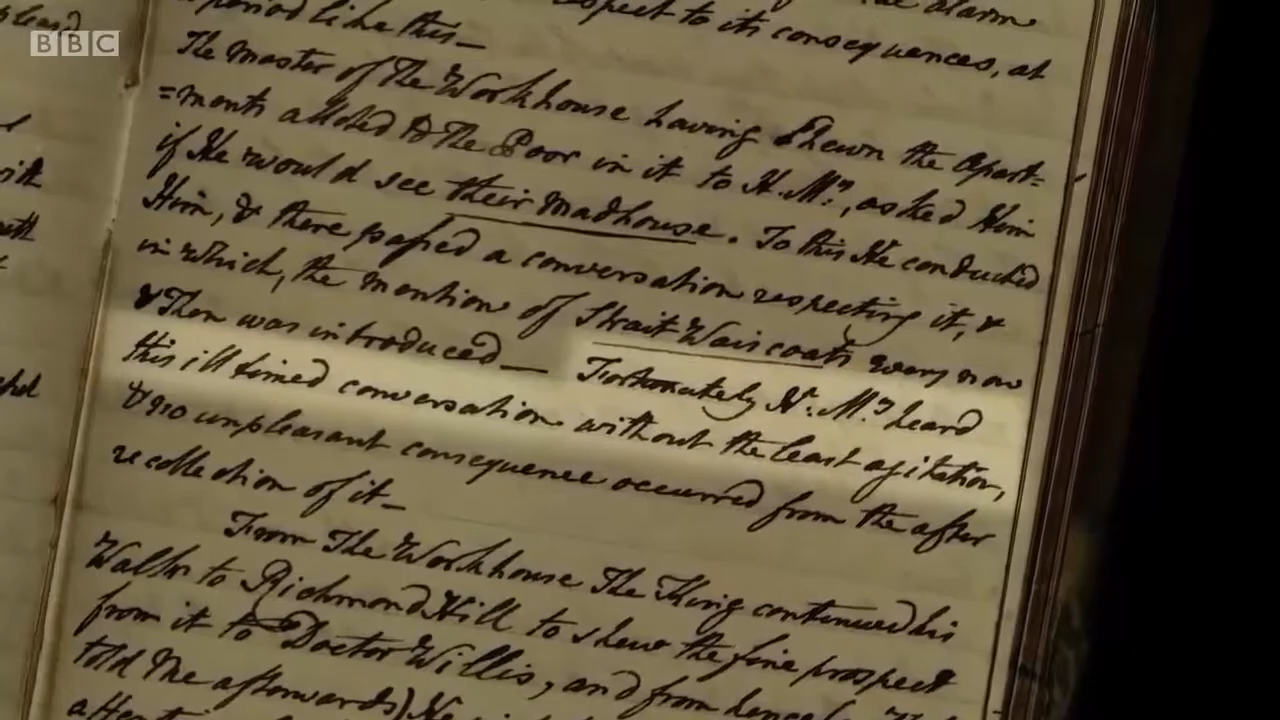 BBC
alarm
respect to its consequences, at
a period like this—
The Master of The Workhouse having Shewn the Apart=
=ments allotted to The Poor in it to H. My, asked Him
if He would see their Madhouse. To this He conducted
Him, & there passed a conversation respecting it, &
in which, the mention of Strait Waiscoats every now
& Then was introduced— Fortunately H. My heard
this ill timed conversation without the least agitation,
& no unpleasant consequence occurred from the after
recollection of it—
From The Workhouse The King continued his
Walk to Richmond Hill to shew the fine prospect
from it to Doctor Willis, and from hence
told Me afterwards) He